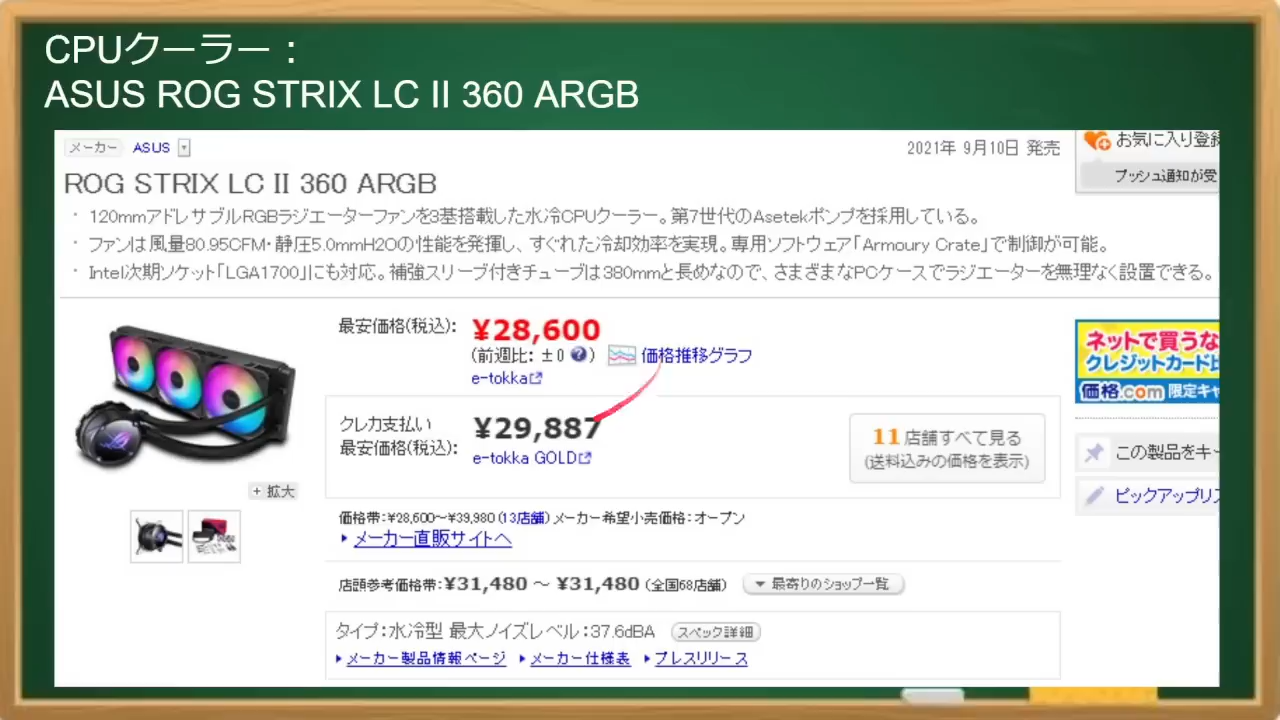 CPUクーラー：
ASUS ROG STRIX LC II 360 ARGB
メーカー ASUS
2021年 9月10日 発売
お気に入り登録
プッシュ通知が受
ROG STRIX LC II 360 ARGB
・ 120mmアドレサブルRGBラジエーターファンを3基搭載した水冷CPUクーラー。第7世代のAsetekポンプを採用している。
・ ファンは風量80.95CFM・静圧5.0mmH2Oの性能を発揮し、すぐれた冷却効率を実現。専用ソフトウェア「Armoury Crate」で制御が可能。
・ Intel次期ソケット「LGA1700」にも対応。補強スリーブ付きチューブは380mmと長めなので、さまざまなPCケースでラジエーターを無理なく設置できる。
最安価格(税込)： ¥28,600
(前週比：±0 ?) 価格推移グラフ
e-tokka
クレカ支払い
最安価格(税込)： ¥29,887
e-tokka GOLD
11店舗すべて見る
(送料込みの価格を表示)
+ 拡大
価格帯：¥28,600～¥39,980 (13店舗) メーカー希望小売価格：オープン
メーカー直販サイトへ
店頭参考価格帯：¥31,480 ～ ¥31,480 (全国68店舗) ▼ 最寄りのショップ一覧
タイプ：水冷型 最大ノイズレベル：37.6dBA スペック詳細
メーカー製品情報ページ メーカー仕様表 プレスリリース
ネットで買うな
クレジットカード比
価格.com 限定キャ
この製品をキー
ピックアップリス